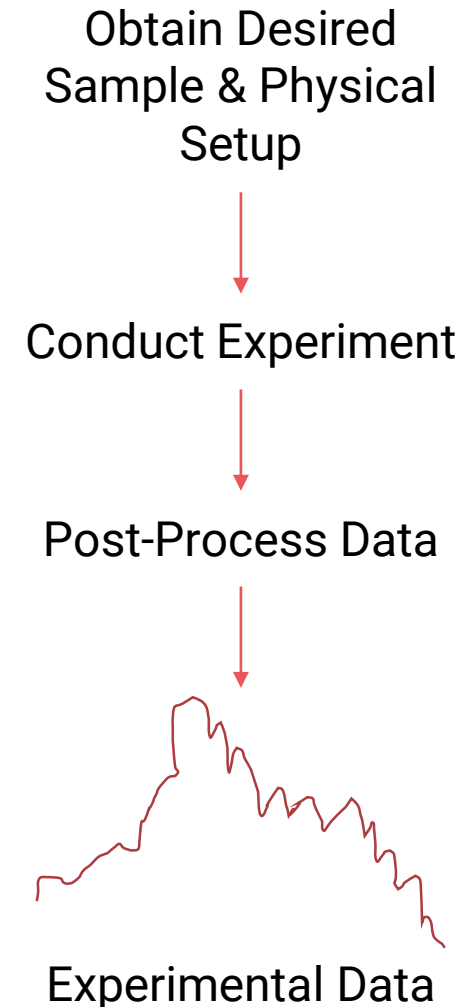 Obtain Desired
Sample & Physical
Setup
Conduct Experiment
Post-Process Data
Experimental Data